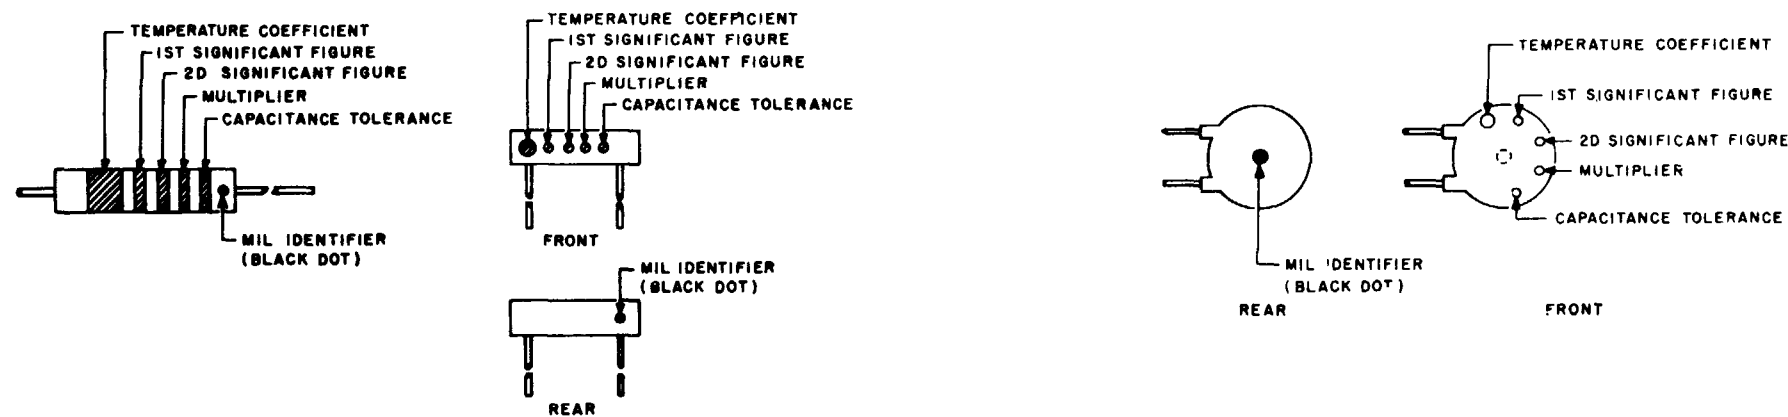 TEMPERATURE COEFFICIENT
1ST SIGNIFICANT FIGURE
2D SIGNIFICANT FIGURE
MULTIPLIER
CAPACITANCE TOLERANCE
MIL IDENTIFIER
(BLACK DOT)
TEMPERATURE COEFFICIENT
1ST SIGNIFICANT FIGURE
2D SIGNIFICANT FIGURE
MULTIPLIER
CAPACITANCE TOLERANCE
FRONT
MIL IDENTIFIER
(BLACK DOT)
REAR
MIL IDENTIFIER
(BLACK DOT)
REAR
TEMPERATURE COEFFICIENT
1ST SIGNIFICANT FIGURE
2D SIGNIFICANT FIGURE
MULTIPLIER
CAPACITANCE TOLERANCE
FRONT